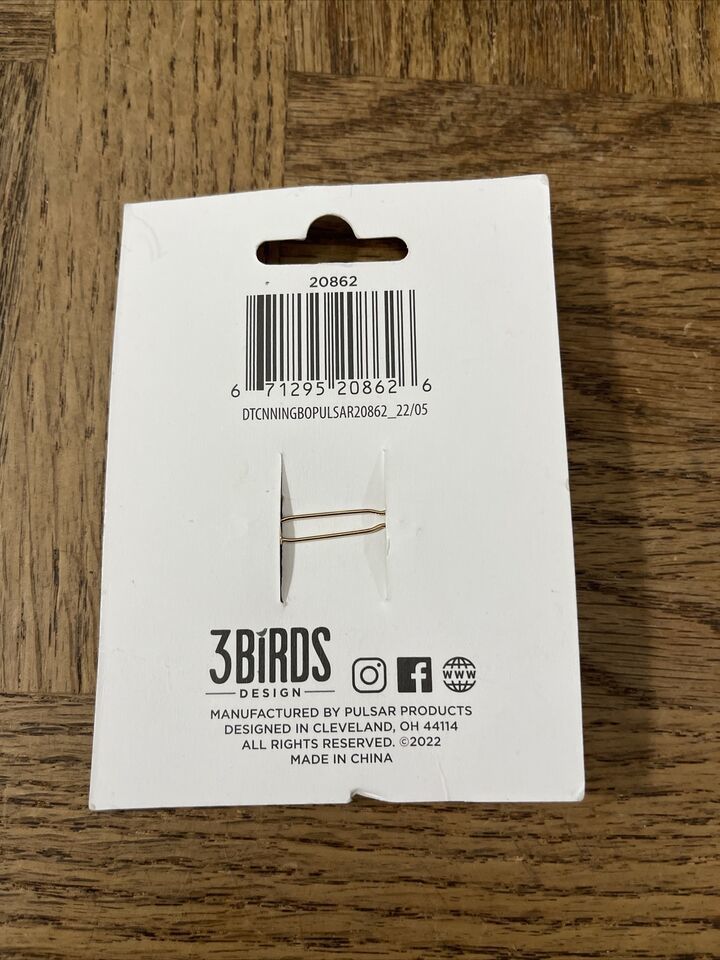 20862
6 71295 20862 6
DTCNNINGBOPULSAR20862_22/05
3BIRDS
DESIGN
WWW
MANUFACTURED BY PULSAR PRODUCTS
DESIGNED IN CLEVELAND, OH 44114
ALL RIGHTS RESERVED. ©2022
MADE IN CHINA